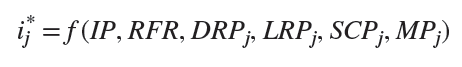 i*j = f(IP, RFR, DRPj, LRPj, SCPj, MPj)